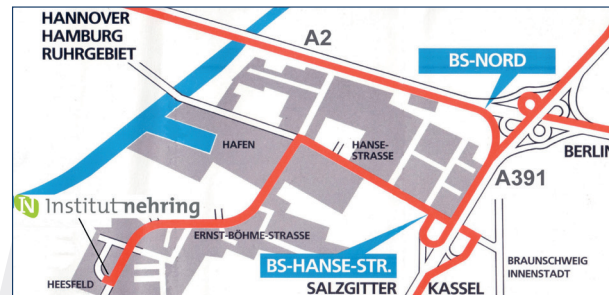 HANNOVER
HAMBURG
RUHRGEBIET
A2
BS-NORD
HAFEN
HANSE-
STRASSE
BERLIN
A391
Institut nehring
ERNST-BÖHME-STRASSE
BS-HANSE-STR.
BRAUNSCHWEIG
INNENSTADT
HEESFELD
SALZGITTER
KASSEL